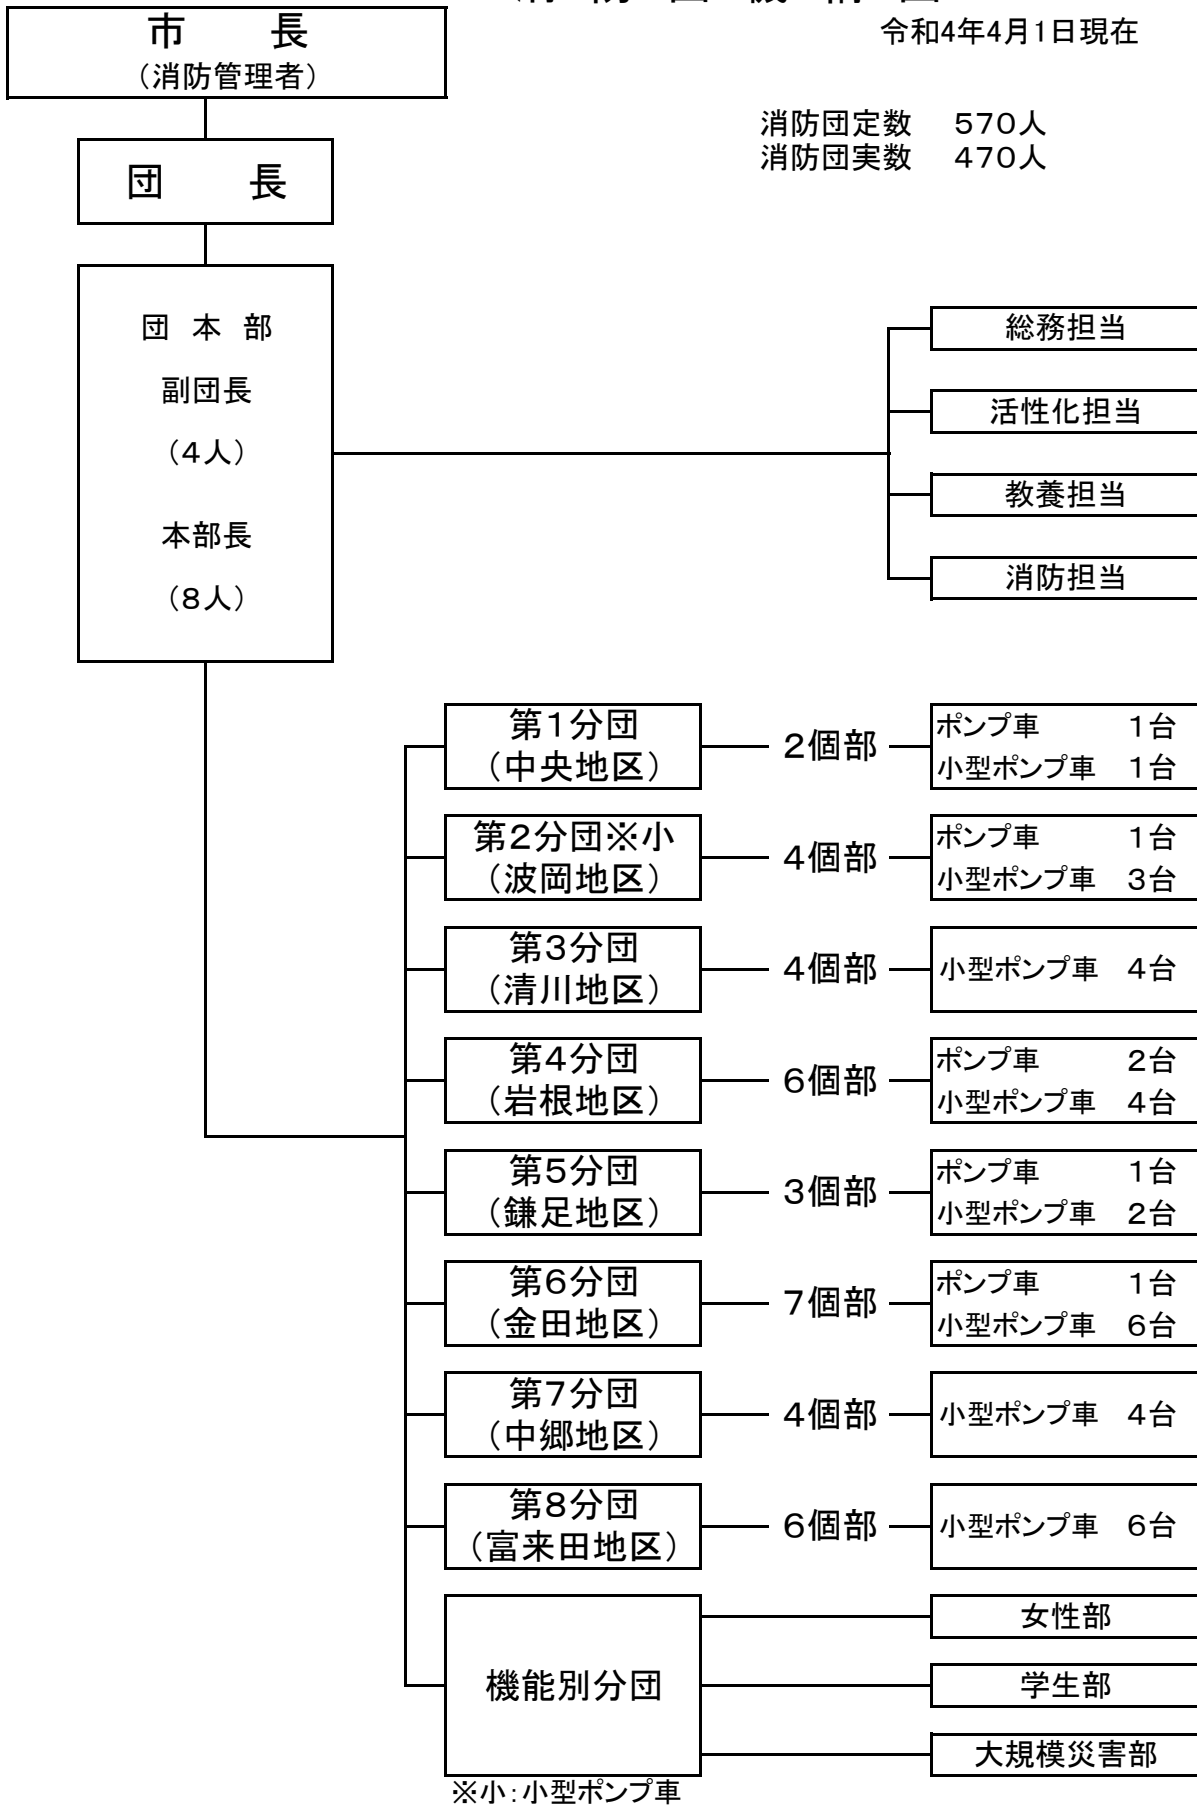 令和4年4月1日現在
市　長
（消防管理者）
消防団定数　570人
消防団実数　470人
団　長
団 本 部
副団長
（4人）
本部長
（8人）
総務担当
活性化担当
教養担当
消防担当
第1分団
（中央地区）
2個部
ポンプ車　1台
小型ポンプ車　1台
第2分団※小
（波岡地区）
4個部
ポンプ車　1台
小型ポンプ車　3台
第3分団
（清川地区）
4個部
小型ポンプ車　4台
第4分団
（岩根地区）
6個部
ポンプ車　2台
小型ポンプ車　4台
第5分団
（鎌足地区）
3個部
ポンプ車　1台
小型ポンプ車　2台
第6分団
（金田地区）
7個部
ポンプ車　1台
小型ポンプ車　6台
第7分団
（中郷地区）
4個部
小型ポンプ車　4台
第8分団
（富来田地区）
6個部
小型ポンプ車　6台
機能別分団
女性部
学生部
大規模災害部
※小：小型ポンプ車